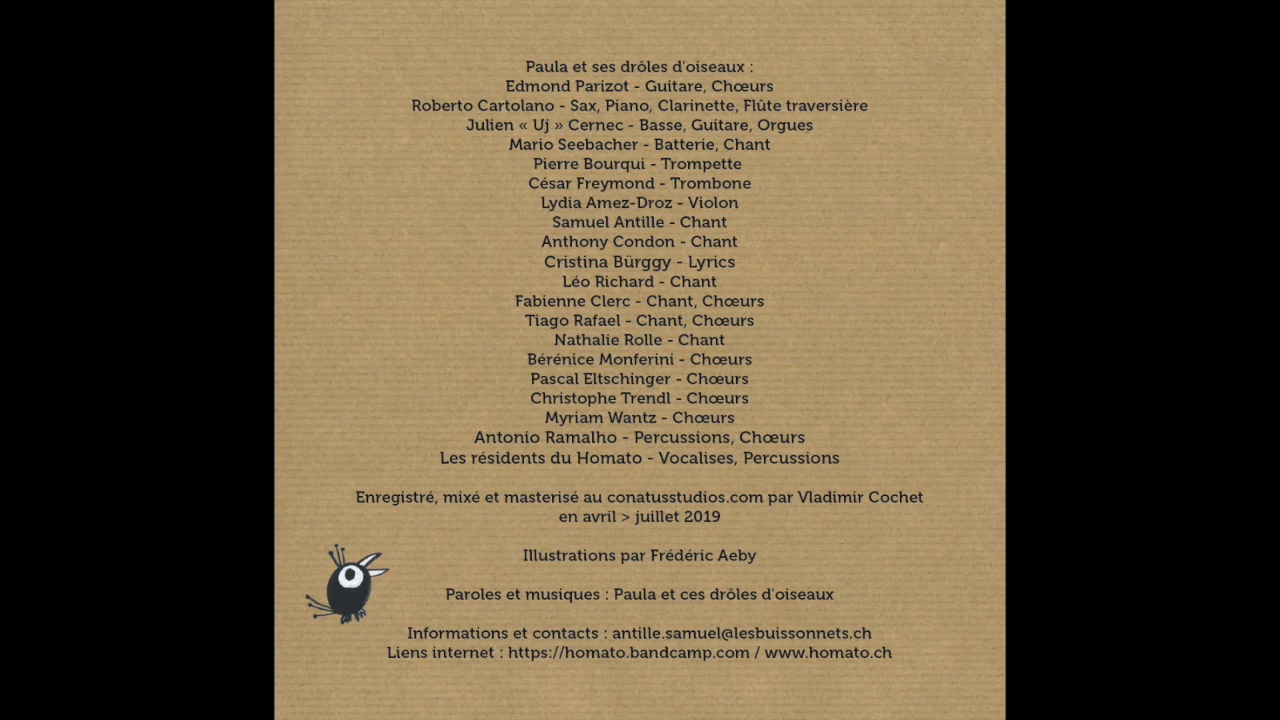 Paula et ses drôles d'oiseaux :
Edmond Parizot - Guitare, Chœurs
Roberto Cartolano - Sax, Piano, Clarinette, Flûte traversière
Julien « Uj » Cernec - Basse, Guitare, Orgues
Mario Seebacher - Batterie, Chant
Pierre Bourqui - Trompette
César Freymond - Trombone
Lydia Amez-Droz - Violon
Samuel Antille - Chant
Anthony Condon - Chant
Cristina Bürggy - Lyrics
Léo Richard - Chant
Fabienne Clerc - Chant, Chœurs
Tiago Rafael - Chant, Chœurs
Nathalie Rolle - Chant
Bérénice Monferini - Chœurs
Pascal Eltschinger - Chœurs
Christophe Trendl - Chœurs
Myriam Wantz - Chœurs
Antonio Ramalho - Percussions, Chœurs
Les résidents du Homato - Vocalises, Percussions
Enregistré, mixé et masterisé au conatusstudios.com par Vladimir Cochet
en avril > juillet 2019
Illustrations par Frédéric Aeby
Paroles et musiques : Paula et ces drôles d'oiseaux
Informations et contacts : antille.samuel@lesbuissonnets.ch
Liens internet : https://homato.bandcamp.com / www.homato.ch